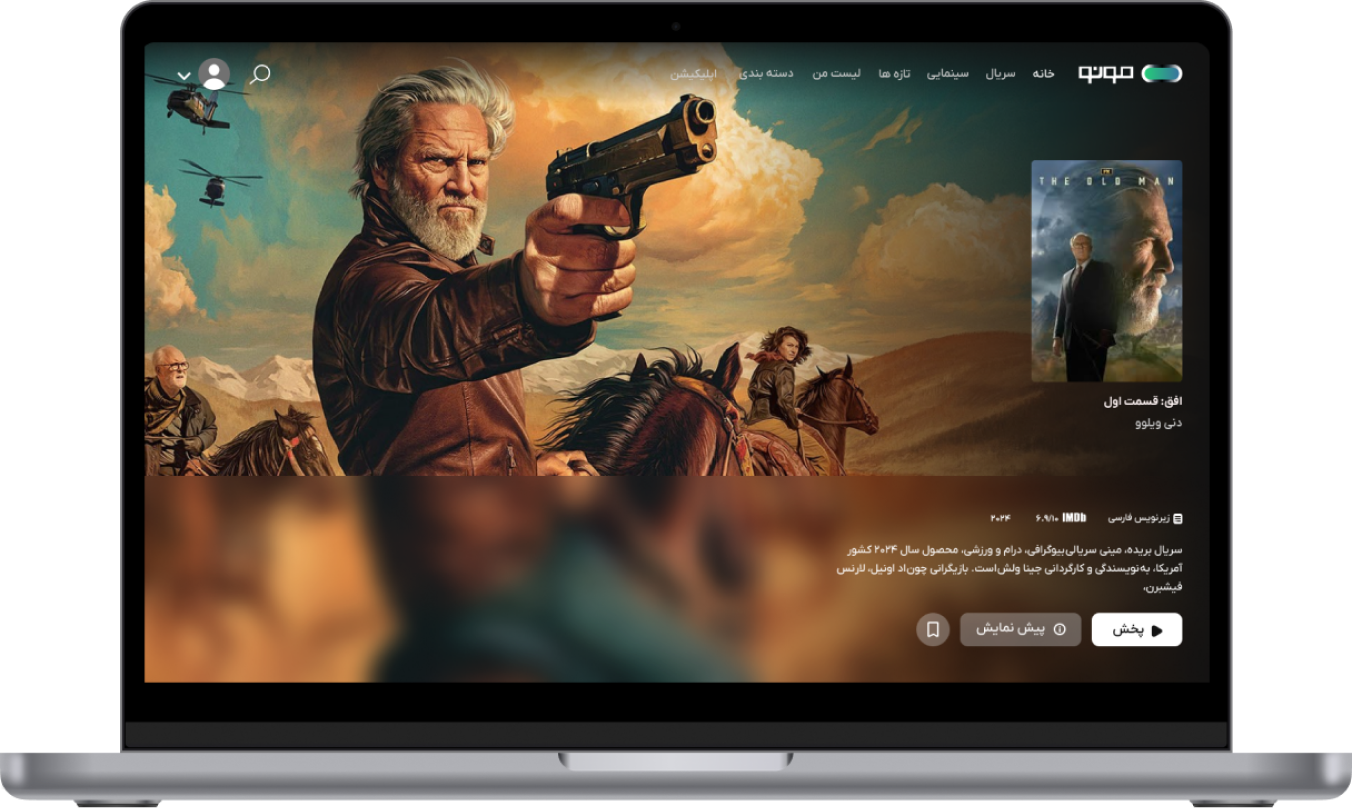 مونو
خانه سریال سینمایی تازه ها لیست من دسته بندی اپلیکیشن
THE OLD MAN
افق: قسمت اول
دنی ویلوو
زیرنویس فارسی IMDb ۶.۹/۱۰ ۲۰۲۴
سریال بریده، مینی سریالی‌بیوگرافی، درام و ورزشی، محصول سال ۲۰۲۴ کشور
آمریکا، به‌نویسندگی و کارگردانی جینا ولش‌است. بازیگرانی چون‌اد اونیل، لارنس
فیشبرن،
پخش پیش نمایش